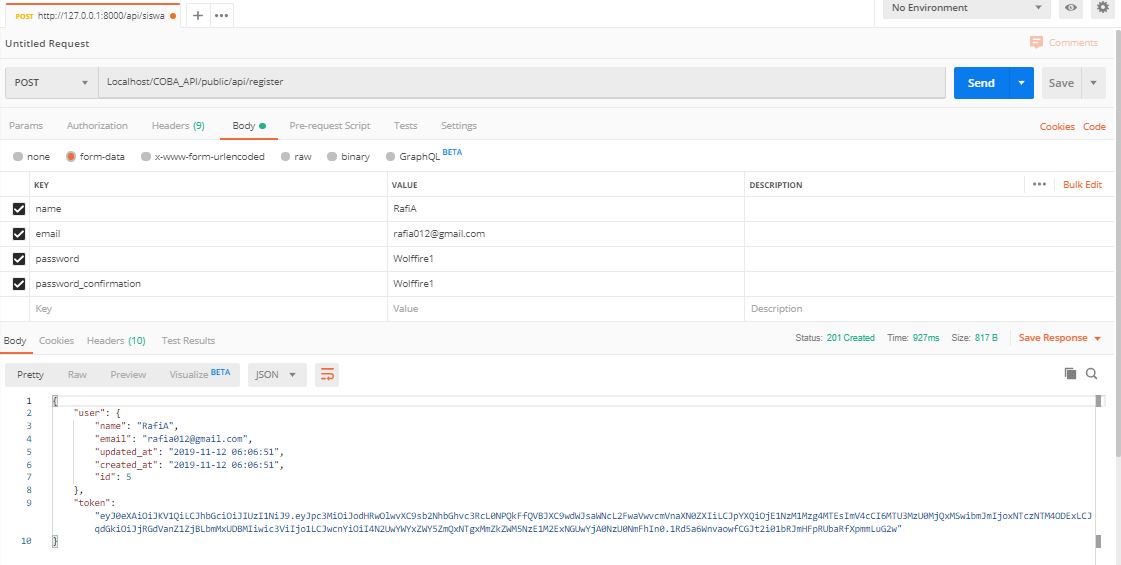 POST http://127.0.0.1:8000/api/siswa
No Environment
Untitled Request
Comments
POST Localhost/COBA_API/public/api/register Send Save
Params Authorization Headers (9) Body Pre-request Script Tests Settings Cookies Code
none form-data x-www-form-urlencoded raw binary GraphQL BETA
KEY VALUE DESCRIPTION Bulk Edit
name RafiA
email rafia012@gmail.com
password Wolffire1
password_confirmation Wolffire1
Key Value Description
Body Cookies Headers (10) Test Results Status: 201 Created Time: 927ms Size: 817 B Save Response
Pretty Raw Preview Visualize BETA JSON
1 {
2 "user": {
3 "name": "RafiA",
4 "email": "rafia012@gmail.com",
5 "updated_at": "2019-11-12 06:06:51",
6 "created_at": "2019-11-12 06:06:51",
7 "id": 5
8 },
9 "token":
10 }